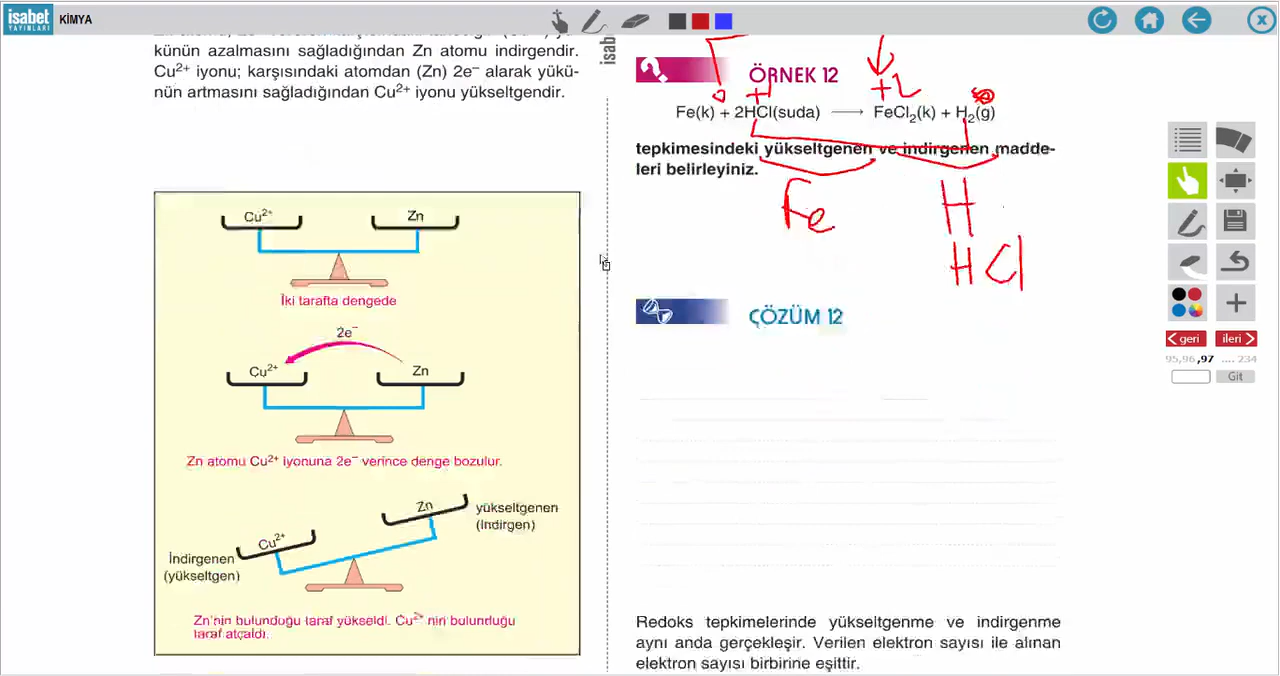 isabet
YAYINLARI
KİMYA
künün azalmasını sağladığından Zn atomu indirgendir.
Cu²⁺ iyonu; karşısındaki atomdan (Zn) 2e⁻ alarak yükü-
nün artmasını sağladığından Cu²⁺ iyonu yükseltgendir.
Cu²⁺
Zn
İki tarafta dengede
2e⁻
Cu²⁺
Zn
Zn atomu Cu²⁺ iyonuna 2e⁻ verince denge bozulur.
Zn
yükseltgenen
(İndirgen)
Cu²⁺
İndirgenen
(yükseltgen)
Zn'nin bulunduğu taraf yükseldi. Cu²⁺ nin bulunduğu
taraf alçaldı.
isab
ÖRNEK 12
0
+1
+2
Fe(k) + 2HCl(suda) ⟶ FeCl₂(k) + H₂(g)
tepkimesindeki yükseltgenen ve indirgenen madde-
leri belirleyiniz.
Fe
H
HCl
ÇÖZÜM 12
Redoks tepkimelerinde yükseltgenme ve indirgenme
aynı anda gerçekleşir. Verilen elektron sayısı ile alınan
elektron sayısı birbirine eşittir.
geri
ileri
95,96,97 .... 234
Git